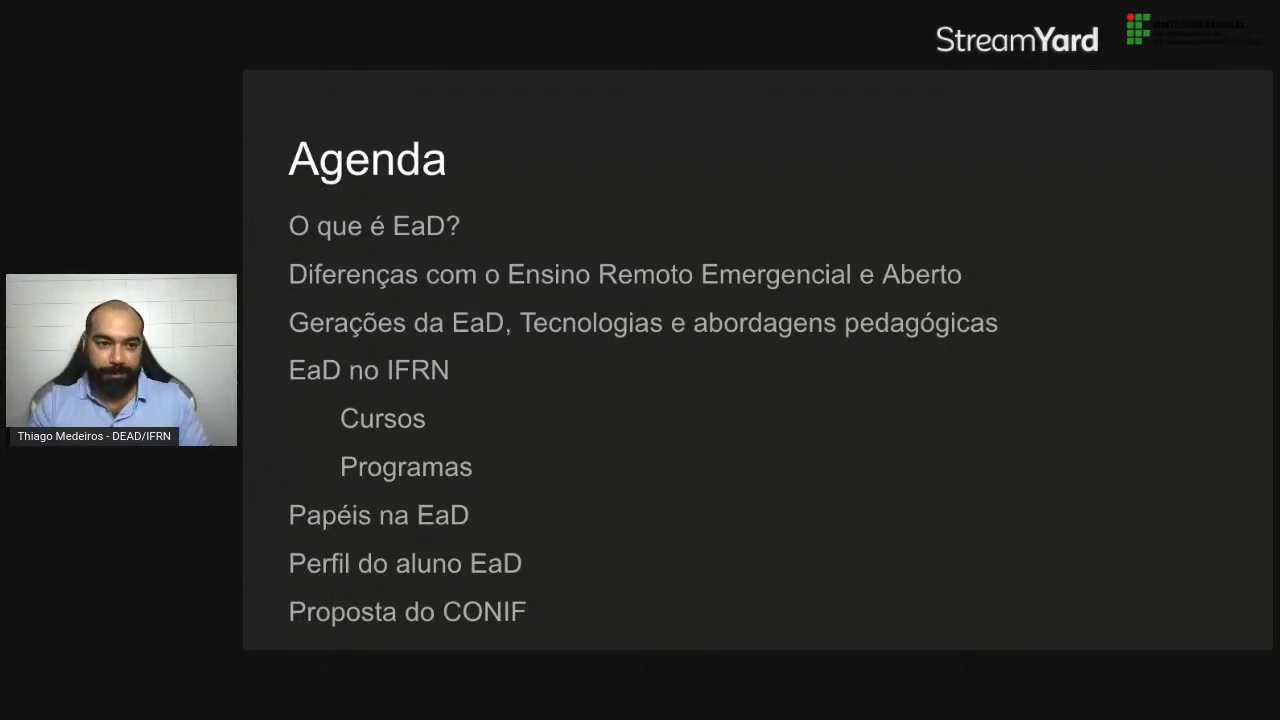 StreamYard
Agenda
O que é EaD?
Diferenças com o Ensino Remoto Emergencial e Aberto
Gerações da EaD, Tecnologias e abordagens pedagógicas
EaD no IFRN
Cursos
Programas
Papéis na EaD
Perfil do aluno EaD
Proposta do CONIF
Thiago Medeiros - DEAD/IFRN